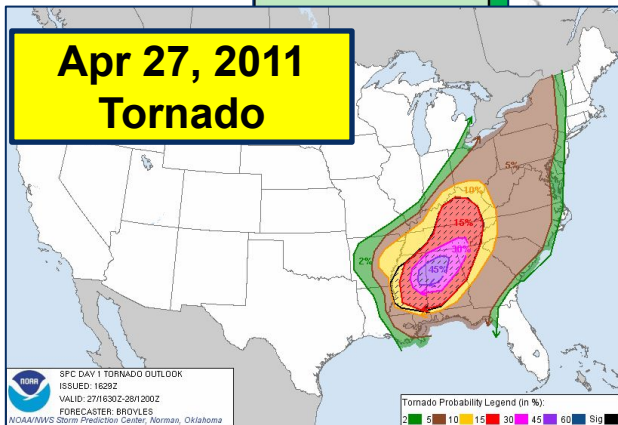 Apr 27, 2011
Tornado
5%
10%
15%
2%
30%
45%
NOAA
SPC DAY 1 TORNADO OUTLOOK
ISSUED: 1629Z
VALID: 27/1630Z-28/1200Z
FORECASTER: BROYLES
NOAA/NWS Storm Prediction Center, Norman, Oklahoma
Tornado Probability Legend (in %):
2 5 10 15 30 45 60 Sig